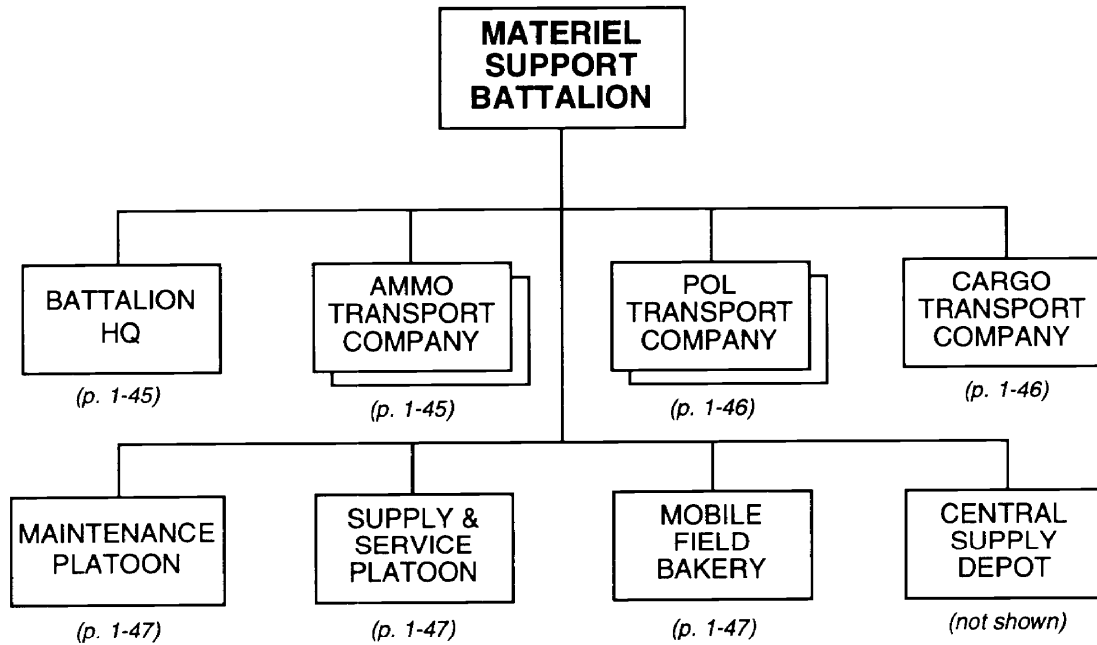 MATERIEL
SUPPORT
BATTALION
BATTALION
HQ
(p. 1-45)
AMMO
TRANSPORT
COMPANY
(p. 1-45)
POL
TRANSPORT
COMPANY
(p. 1-46)
CARGO
TRANSPORT
COMPANY
(p. 1-46)
MAINTENANCE
PLATOON
(p. 1-47)
SUPPLY &
SERVICE
PLATOON
(p. 1-47)
MOBILE
FIELD
BAKERY
(p. 1-47)
CENTRAL
SUPPLY
DEPOT
(not shown)